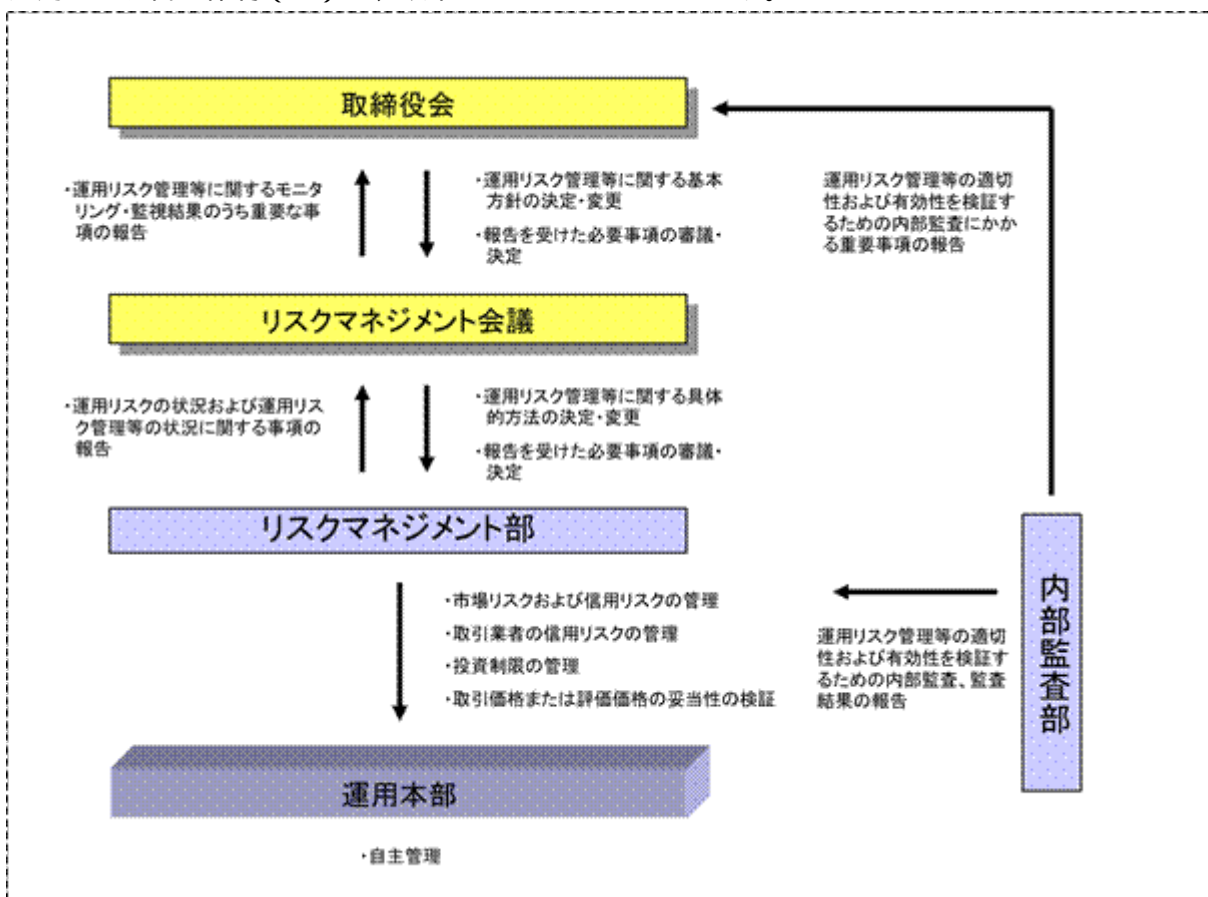 取締役会
・運用リスク管理等に関するモニタ
リング・監視結果のうち重要な事
項の報告
・運用リスク管理等に関する基本
方針の決定・変更
・報告を受けた必要事項の審議・
決定
運用リスク管理等の適切
性および有効性を検証す
るための内部監査にかか
る重要事項の報告
リスクマネジメント会議
・運用リスクの状況および運用リス
ク管理等の状況に関する事項の
報告
・運用リスク管理等に関する具体
的方法の決定・変更
・報告を受けた必要事項の審議・
決定
リスクマネジメント部
・市場リスクおよび信用リスクの管理
・取引業者の信用リスクの管理
・投資制限の管理
・取引価格または評価価格の妥当性の検証
運用リスク管理等の適切
性および有効性を検証す
るための内部監査、監査
結果の報告
内部監査部
運用本部
・自主管理